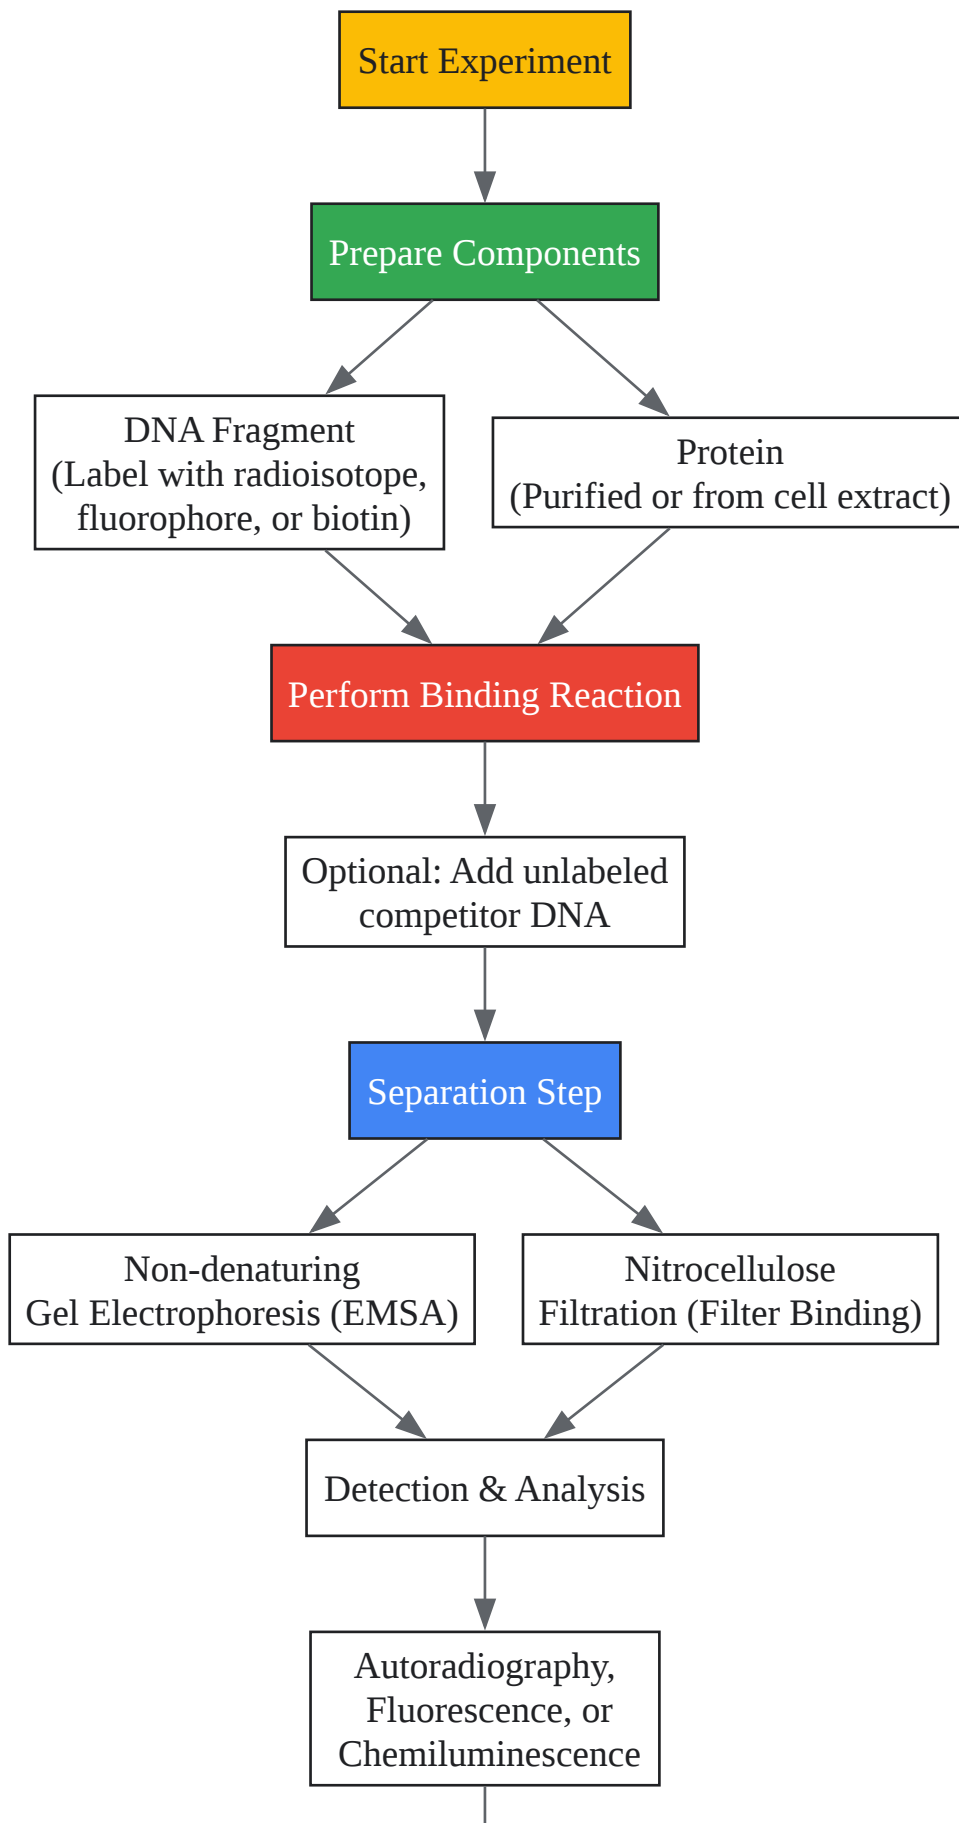 Start Experiment
Prepare Components
DNA Fragment
(Label with radioisotope,
fluorophore, or biotin)
Protein
(Purified or from cell extract)
Perform Binding Reaction
Optional: Add unlabeled
competitor DNA
Separation Step
Non-denaturing
Gel Electrophoresis (EMSA)
Nitrocellulose
Filtration (Filter Binding)
Detection & Analysis
Autoradiography,
Fluorescence, or
Chemiluminescence